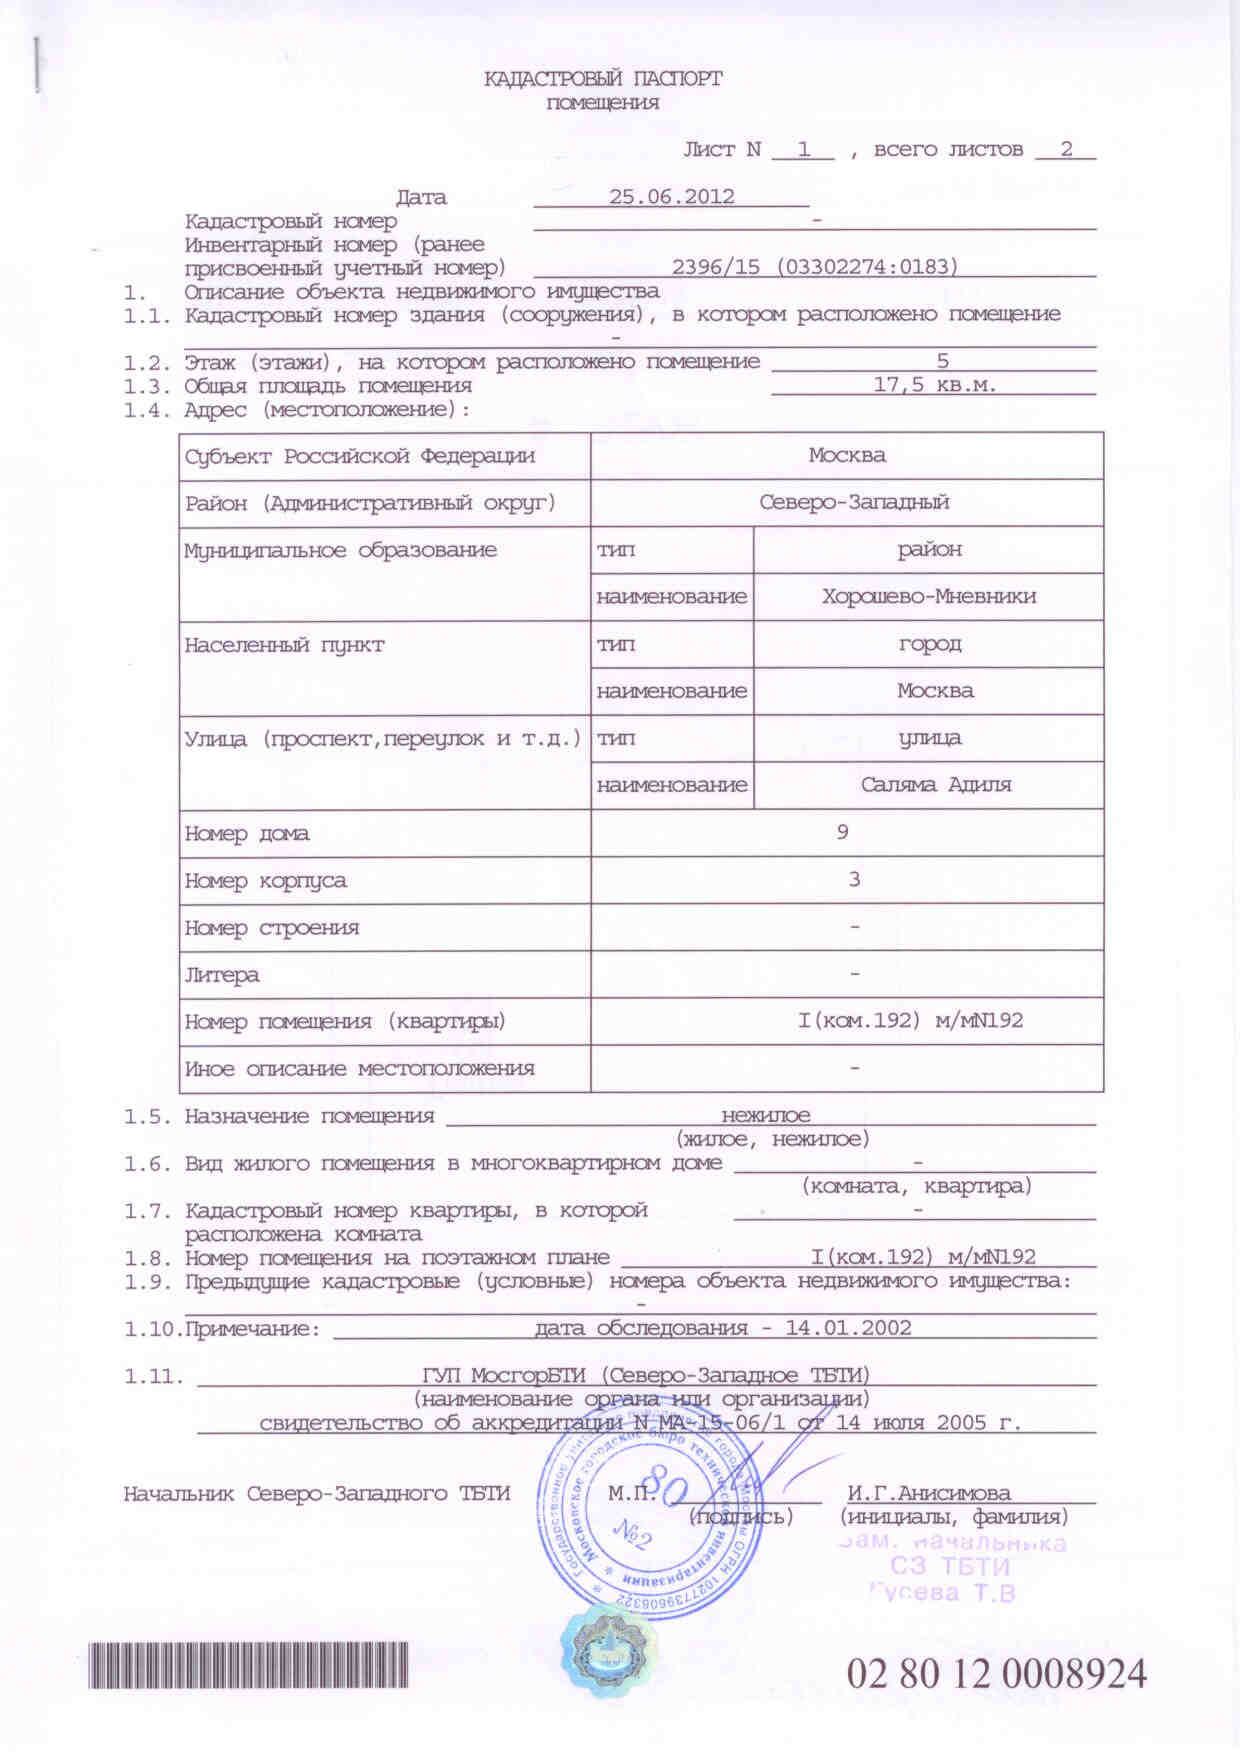 КАДАСТРОВЫЙ ПАСПОРТ
помещения
Лист N 1 , всего листов 2
Дата 25.06.2012
Кадастровый номер -
Инвентарный номер (ранее
присвоенный учетный номер) 2396/15 (03302274:0183)
1. Описание объекта недвижимого имущества
1.1. Кадастровый номер здания (сооружения), в котором расположено помещение
-
1.2. Этаж (этажи), на котором расположено помещение 5
1.3. Общая площадь помещения 17,5 кв.м.
1.4. Адрес (местоположение):
Субъект Российской Федерации Москва
Район (Административный округ) Северо-Западный
Муниципальное образование тип район
наименование Хорошево-Мневники
Населенный пункт тип город
наименование Москва
Улица (проспект,переулок и т.д.) тип улица
наименование Саляма Адиля
Номер дома 9
Номер корпуса 3
Номер строения -
Литера -
Номер помещения (квартиры) I(ком.192) м/мN192
Иное описание местоположения -
1.5. Назначение помещения нежилое
(жилое, нежилое)
1.6. Вид жилого помещения в многоквартирном доме -
(комната, квартира)
1.7. Кадастровый номер квартиры, в которой -
расположена комната
1.8. Номер помещения на поэтажном плане I(ком.192) м/мN192
1.9. Предыдущие кадастровые (условные) номера объекта недвижимого имущества:
-
1.10.Примечание: дата обследования - 14.01.2002
1.11. ГУП МосгорБТИ (Северо-Западное ТБТИ)
(наименование органа или организации)
свидетельство об аккредитации N МА-15-06/1 от 14 июля 2005 г.
Начальник Северо-Западного ТБТИ М.П. И.Г.Анисимова
(подпись) (инициалы, фамилия)
Зам. начальника
СЗ ТБТИ
Гусева Т.В
Московское городское бюро технической инвентаризации
города Москвы ОГРН 1027739606322
80
№2
02 80 12 0008924